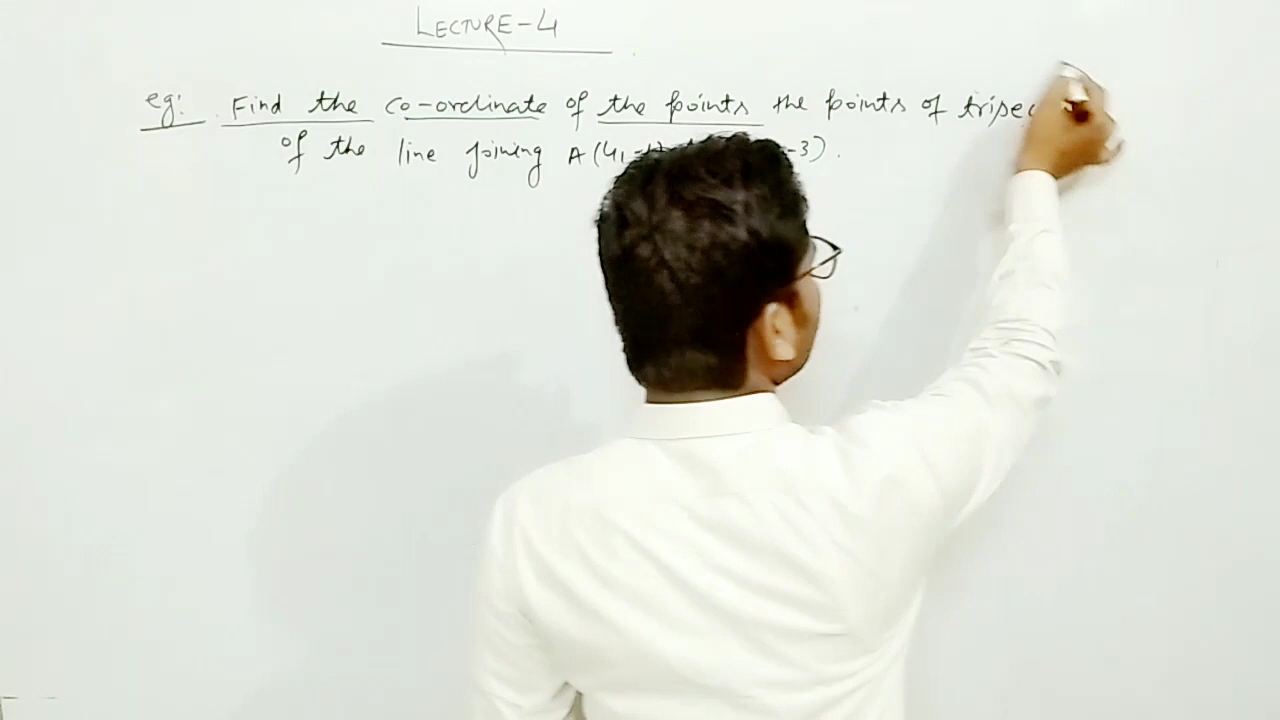 LECTURE-4
eg: Find the co-ordinate of the points the points of trisec
of the line joining A(4, -3).